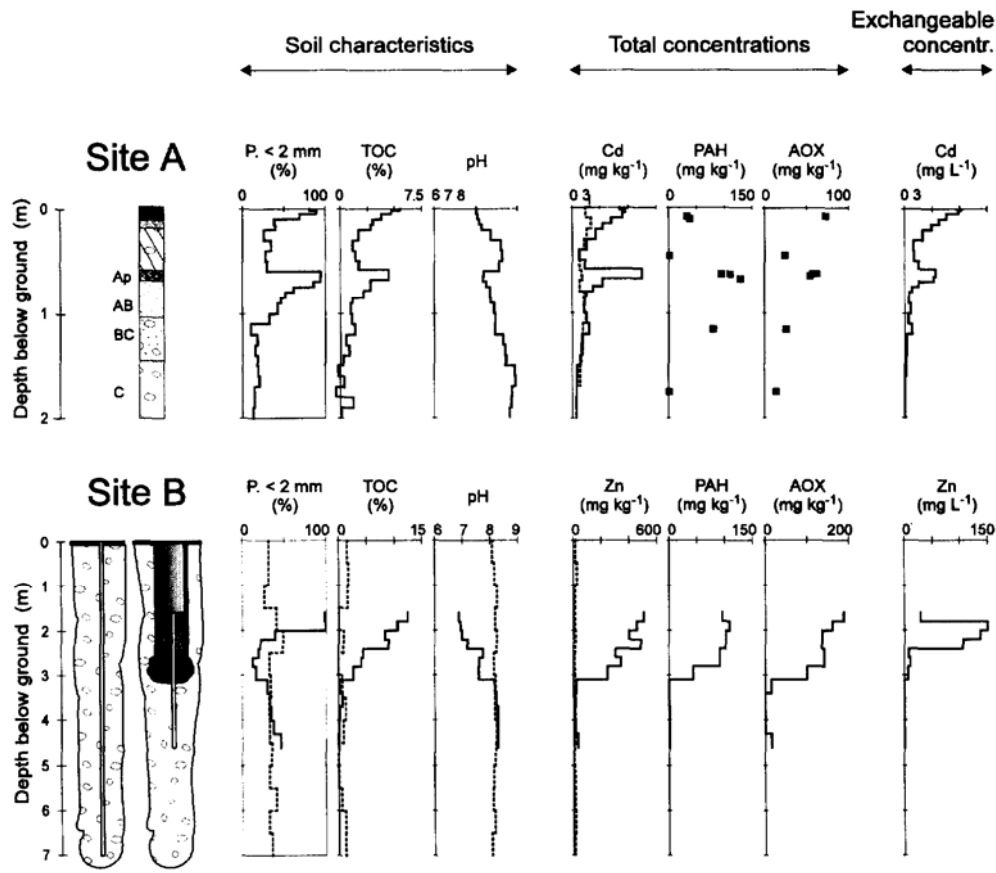 Soil characteristics
Total concentrations
Exchangeable
concentr.
Site A
P. < 2 mm
(%)
TOC
(%)
pH
Cd
(mg kg⁻¹)
PAH
(mg kg⁻¹)
AOX
(mg kg⁻¹)
Cd
(mg L⁻¹)
0 100
0 7.5
6 7 8
0 3
0 150
0 100
0 3
Depth below ground (m)
0
1
2
Ap
AB
BC
C
Site B
P. < 2 mm
(%)
TOC
(%)
pH
Zn
(mg kg⁻¹)
PAH
(mg kg⁻¹)
AOX
(mg kg⁻¹)
Zn
(mg L⁻¹)
0 100
0 15
6 7 8 9
0 600
0 150
0 200
0 150
Depth below ground (m)
0
1
2
3
4
5
6
7